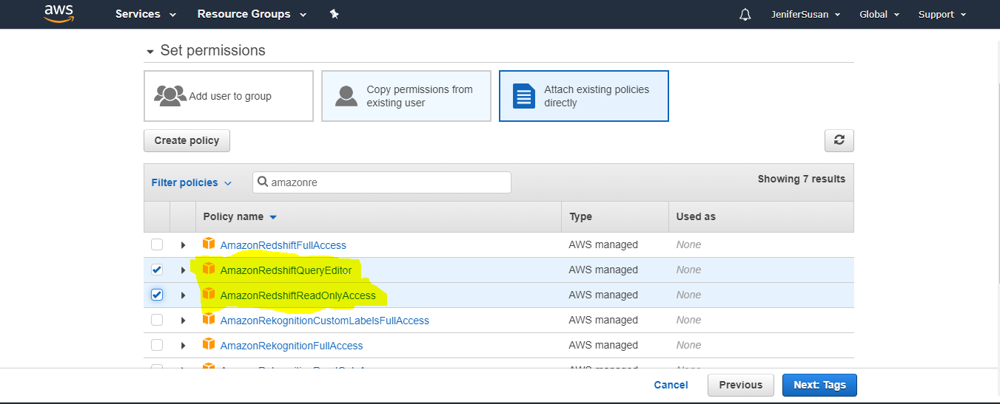 aws Services Resource Groups JeniferSusan Global Support
Set permissions
Add user to group
Copy permissions from
existing user
Attach existing policies
directly
Create policy
Filter policies amazonre Showing 7 results
Policy name Type Used as
AmazonRedshiftFullAccess AWS managed None
AmazonRedshiftQueryEditor AWS managed None
AmazonRedshiftReadOnlyAccess AWS managed None
AmazonRekognitionCustomLabelsFullAccess AWS managed None
AmazonRekognitionFullAccess AWS managed None
Cancel Previous Next: Tags